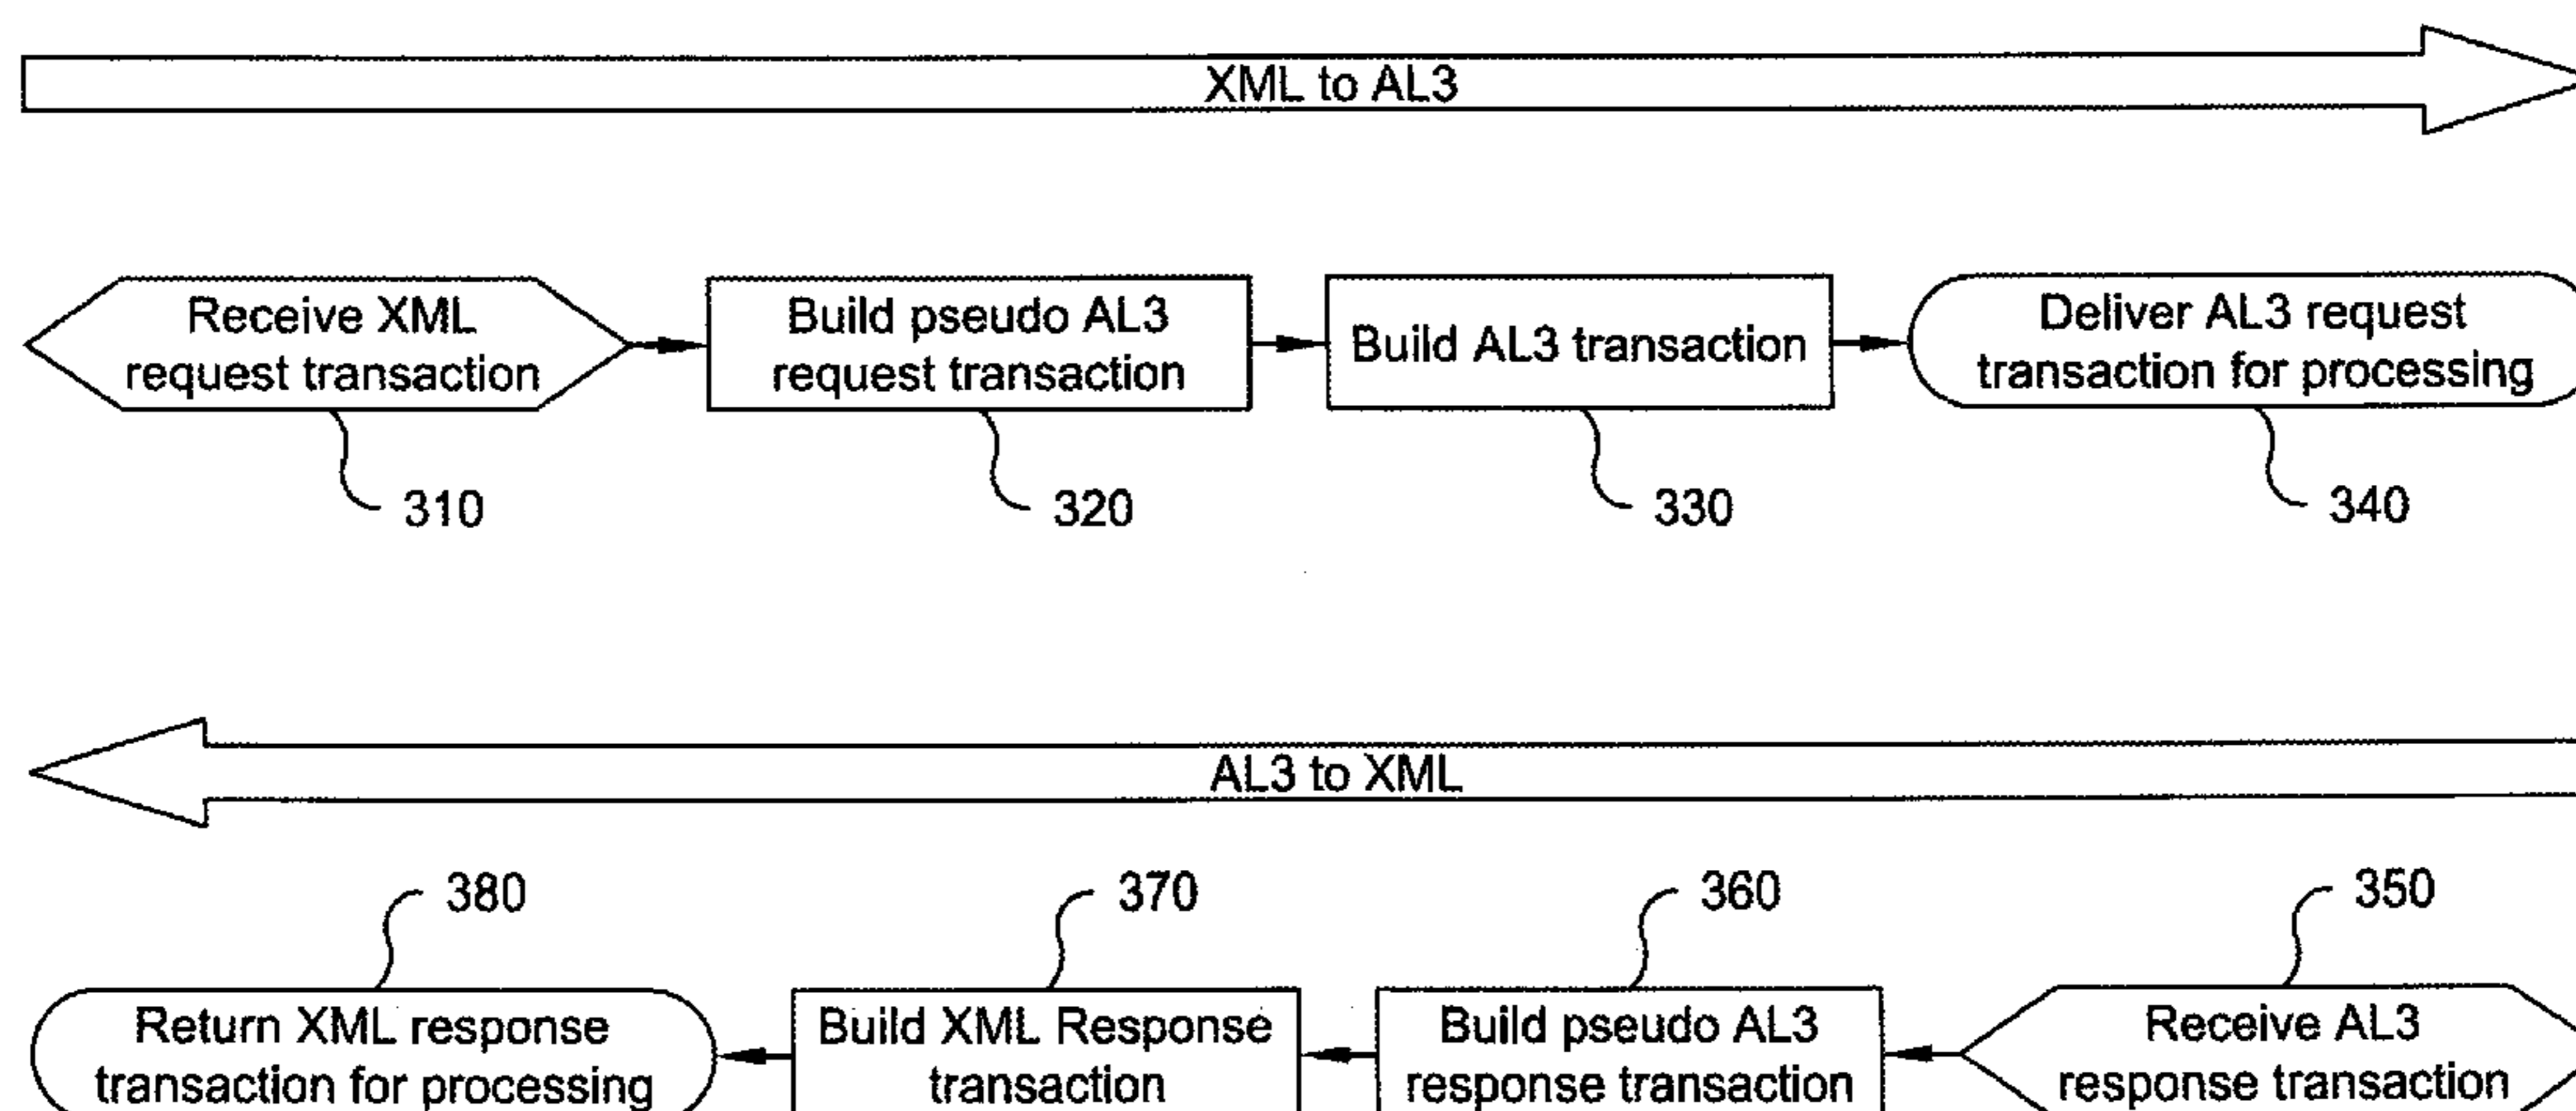 XML to AL3
Receive XML
request transaction
Build pseudo AL3
request transaction
Build AL3 transaction
Deliver AL3 request
transaction for processing
310
320
330
340
AL3 to XML
380
370
360
350
Return XML response
transaction for processing
Build XML Response
transaction
Build pseudo AL3
response transaction
Receive AL3
response transaction